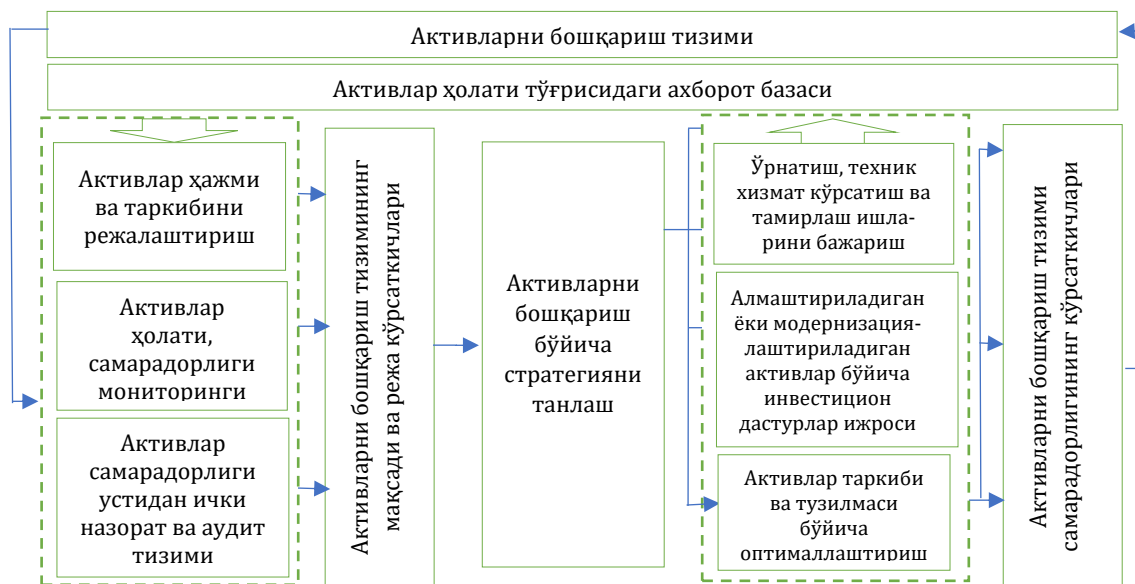 Активларни бошқариш тизими
Активлар ҳолати тўғрисидаги ахборот базаси
Активлар ҳажми
ва таркибини
режалаштириш
Активлар
ҳолати,
самарадорлиги
мониторинги
Активлар
самарадорлиги
устидан ички
назорат ва аудит
тизими
Активларни бошқариш тизимининг
мақсади ва режа кўрсаткичлари
Активларни
бошқариш
бўйича
стратегияни
танлаш
Ўрнатиш, техник
хизмат кўрсатиш ва
тамирлаш ишла-
рини бажариш
Алмаштириладиган
ёки модернизация-
лаштириладиган
активлар бўйича
инвестицион
дастурлар ижроси
Активлар таркиби
ва тузилмаси
бўйича
оптималлаштириш
Активларни бошқариш тизими
самарадорлигининг кўрсаткичлари